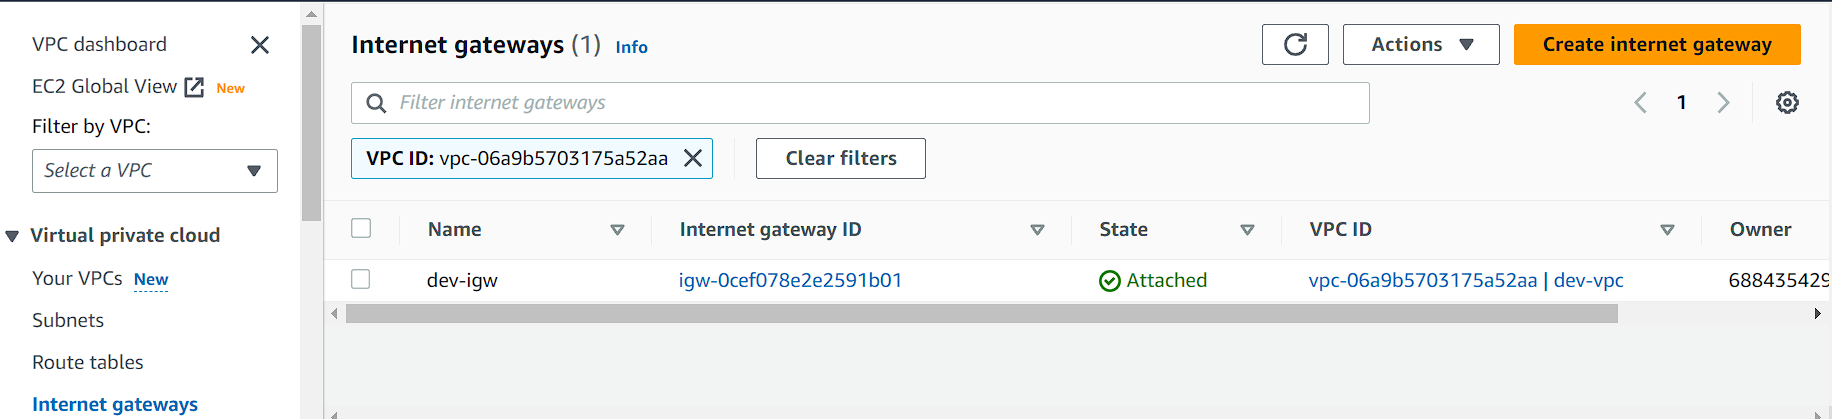 VPC dashboard
EC2 Global View New
Filter by VPC:
Select a VPC
Virtual private cloud
Your VPCs New
Subnets
Route tables
Internet gateways
Internet gateways (1) Info
Actions
Create internet gateway
Filter internet gateways
1
VPC ID: vpc-06a9b5703175a52aa
Clear filters
Name Internet gateway ID State VPC ID Owner
dev-igw igw-0cef078e2e2591b01 Attached vpc-06a9b5703175a52aa | dev-vpc 688435429